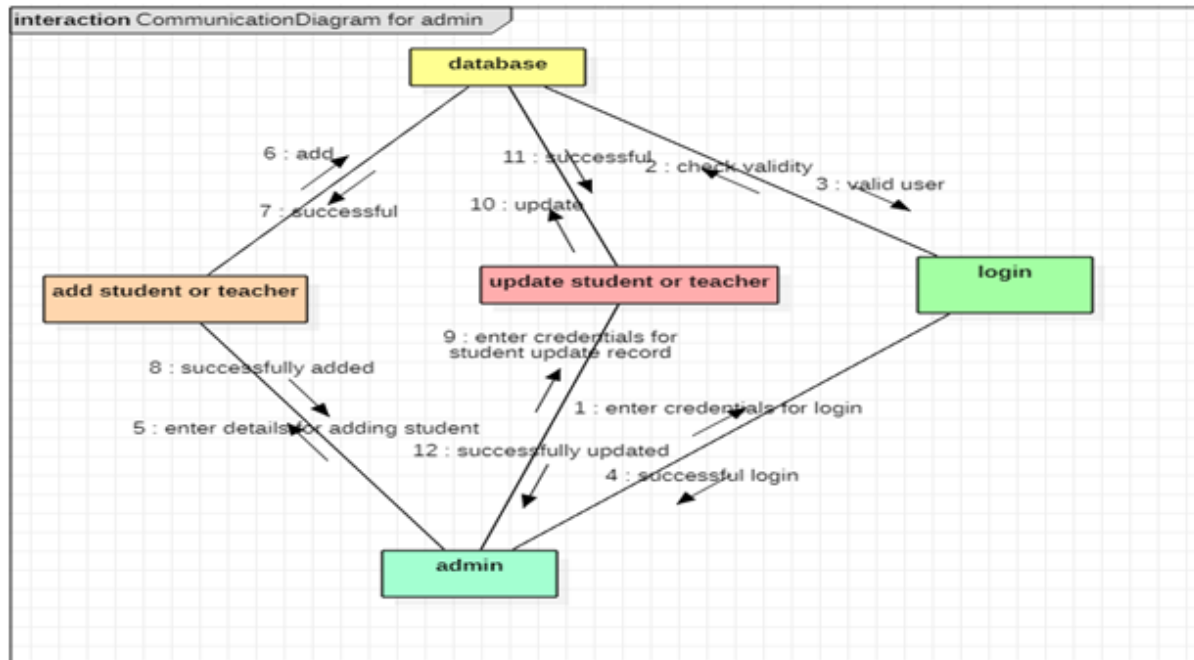 interaction CommunicationDiagram for admin
database
6 : add
11 : successful
2 : check validity
3 : valid user
7 : successful
10 : update
add student or teacher
update student or teacher
login
9 : enter credentials for
student update record
8 : successfully added
1 : enter credentials for login
5 : enter details for adding student
12 : successfully updated
4 : successful login
admin